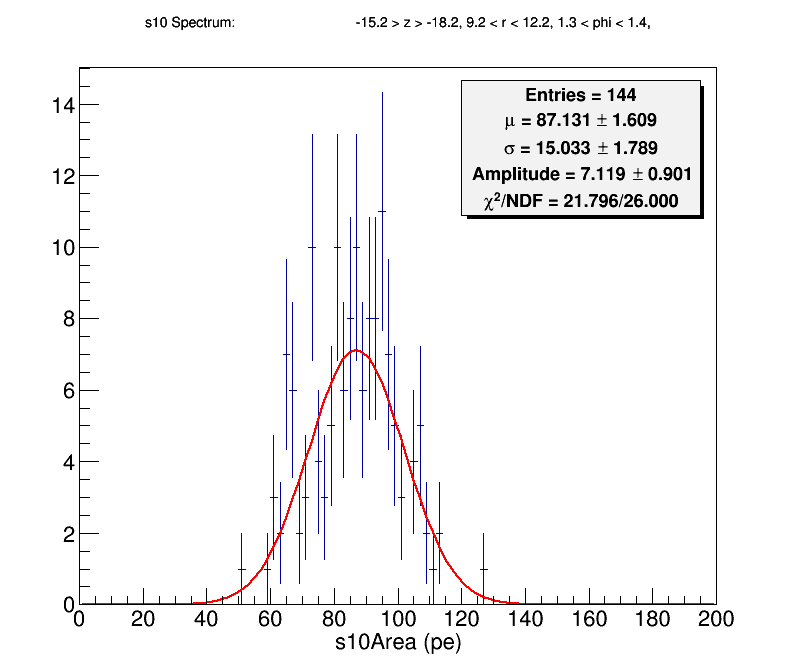 s10 Spectrum: -15.2 > z > -18.2, 9.2 < r < 12.2, 1.3 < phi < 1.4,
Entries = 144
μ = 87.131 ± 1.609
σ = 15.033 ± 1.789
Amplitude = 7.119 ± 0.901
χ²/NDF = 21.796/26.000
14
12
10
8
6
4
2
0
0 20 40 60 80 100 120 140 160 180 200
s10Area (pe)